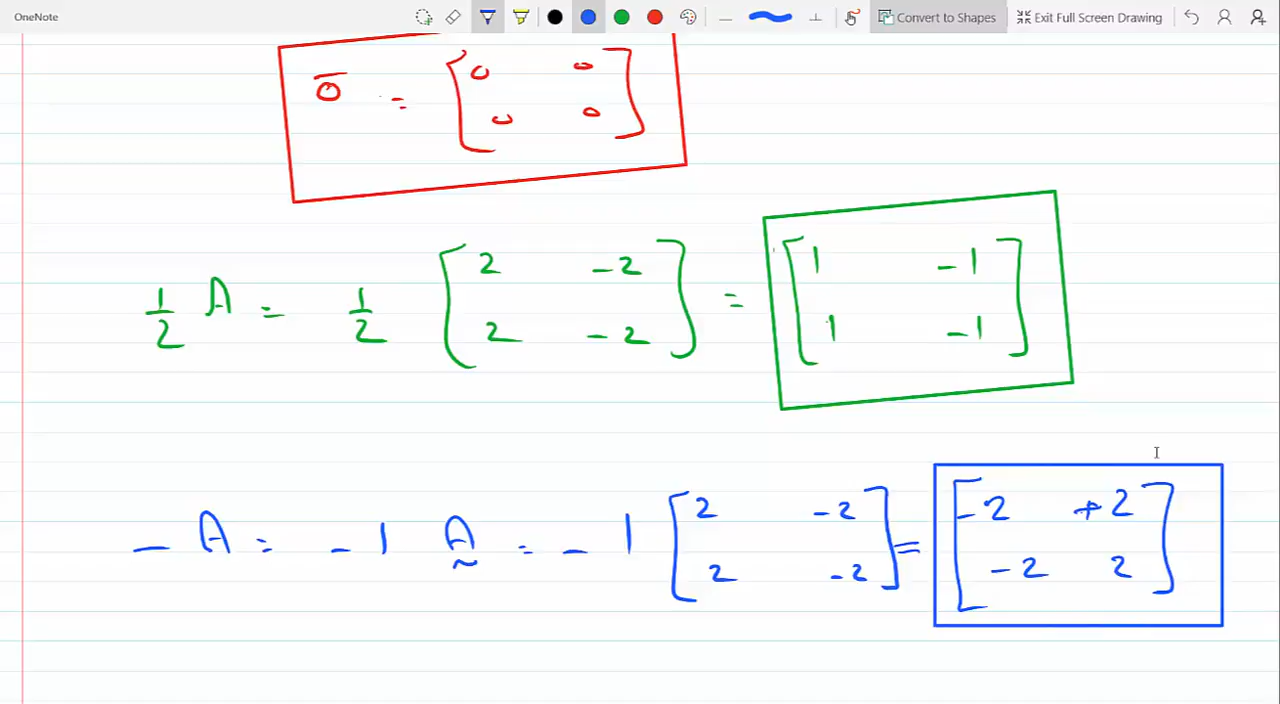 OneNote
Convert to Shapes
Exit Full Screen Drawing
0̅ = [0 0
0 0]
1/2 A = 1/2 [2 -2
2 -2] = [1 -1
1 -1]
-A = -1 A = -1 [2 -2
2 -2] = [-2 +2
-2 2]